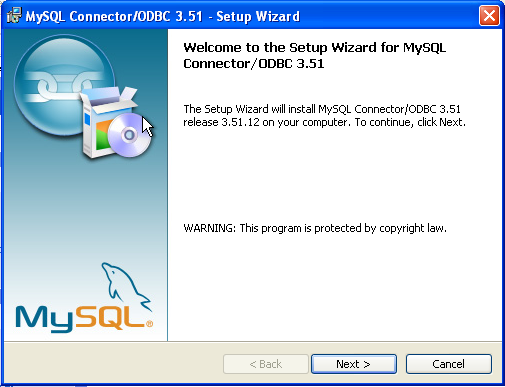 MySQL Connector/ODBC 3.51 - Setup Wizard
Welcome to the Setup Wizard for MySQL
Connector/ODBC 3.51
The Setup Wizard will install MySQL Connector/ODBC 3.51
release 3.51.12 on your computer. To continue, click Next.
WARNING: This program is protected by copyright law.
MySQL®
< Back
Next >
Cancel